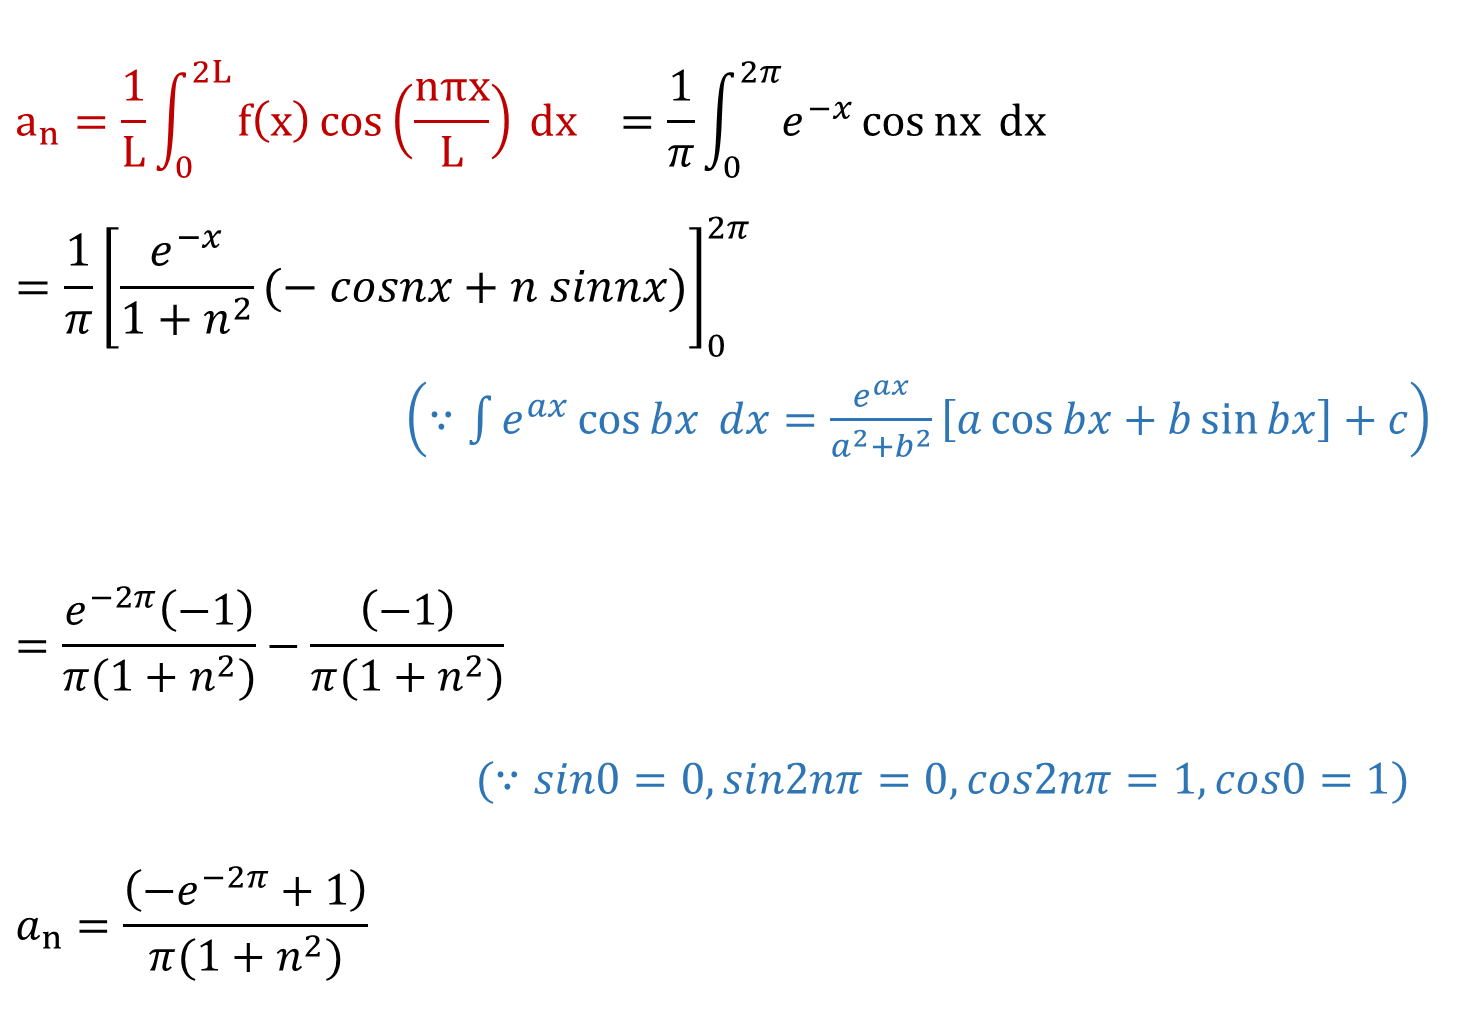 aₙ = 1/L ∫₀²ᴸ f(x) cos (nπx/L) dx = 1/π ∫₀^2π e^−x cos nx dx
= 1/π [e^−x/(1 + n²) (− cosnx + n sinnx)]₀^2π
(∵ ∫ e^ax cos bx dx = e^ax/(a²+b²) [a cos bx + b sin bx] + c)
= e^−2π(−1)/π(1 + n²) − (−1)/π(1 + n²)
(∵ sin0 = 0, sin2nπ = 0, cos2nπ = 1, cos0 = 1)
aₙ = (−e^−2π + 1)/π(1 + n²)